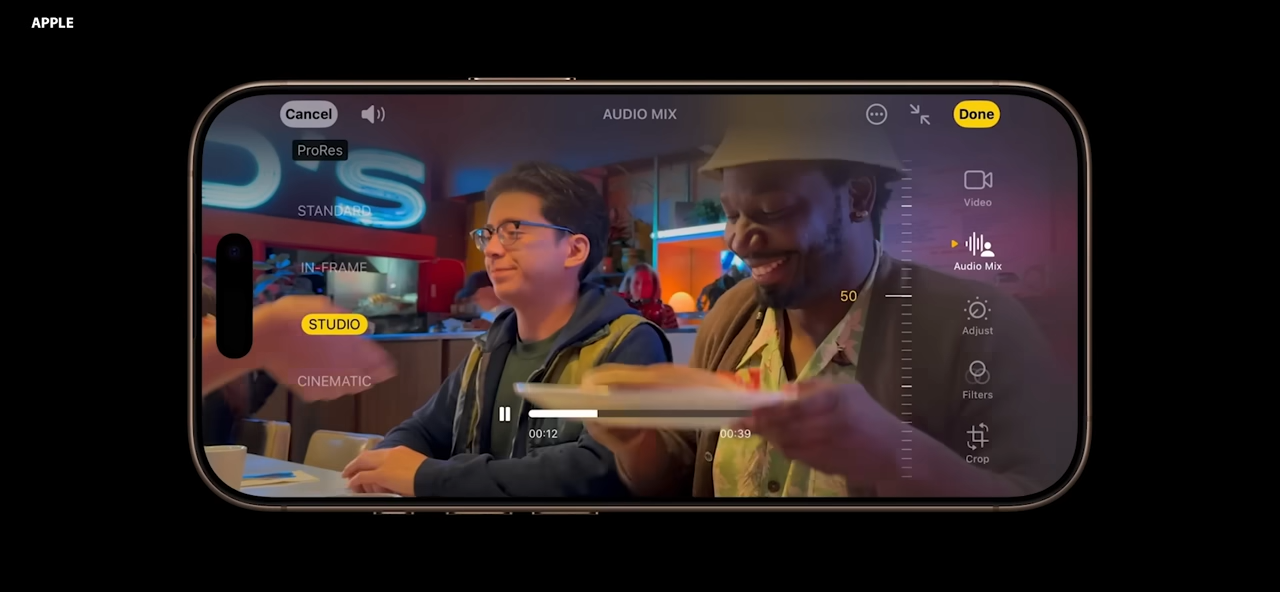 APPLE
Cancel
AUDIO MIX
Done
ProRes
STANDARD
IN-FRAME
STUDIO
CINEMATIC
50
Video
Audio Mix
Adjust
Filters
Crop
00:12
00:39